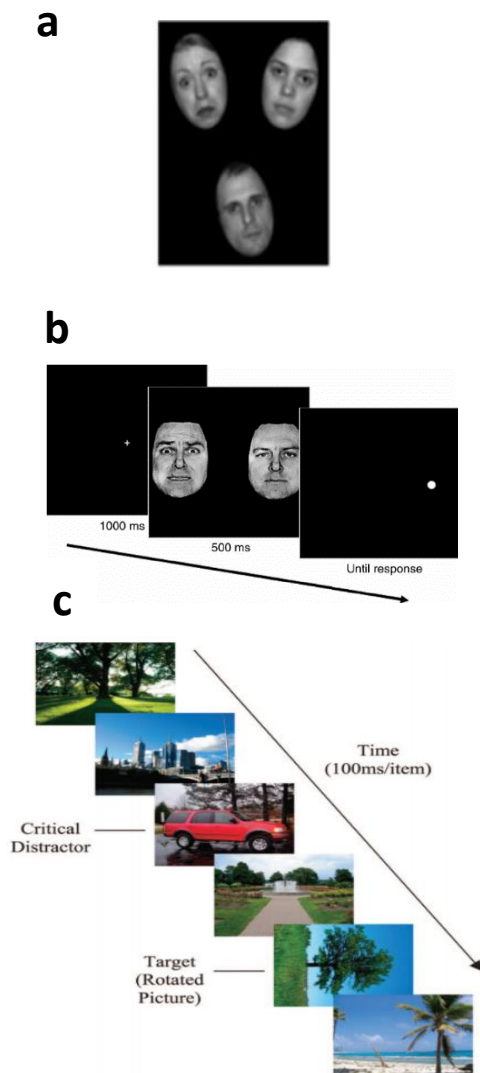 a
b
1000 ms
500 ms
Until response
c
Time
(100ms/item)
Critical
Distractor
Target
(Rotated
Picture)